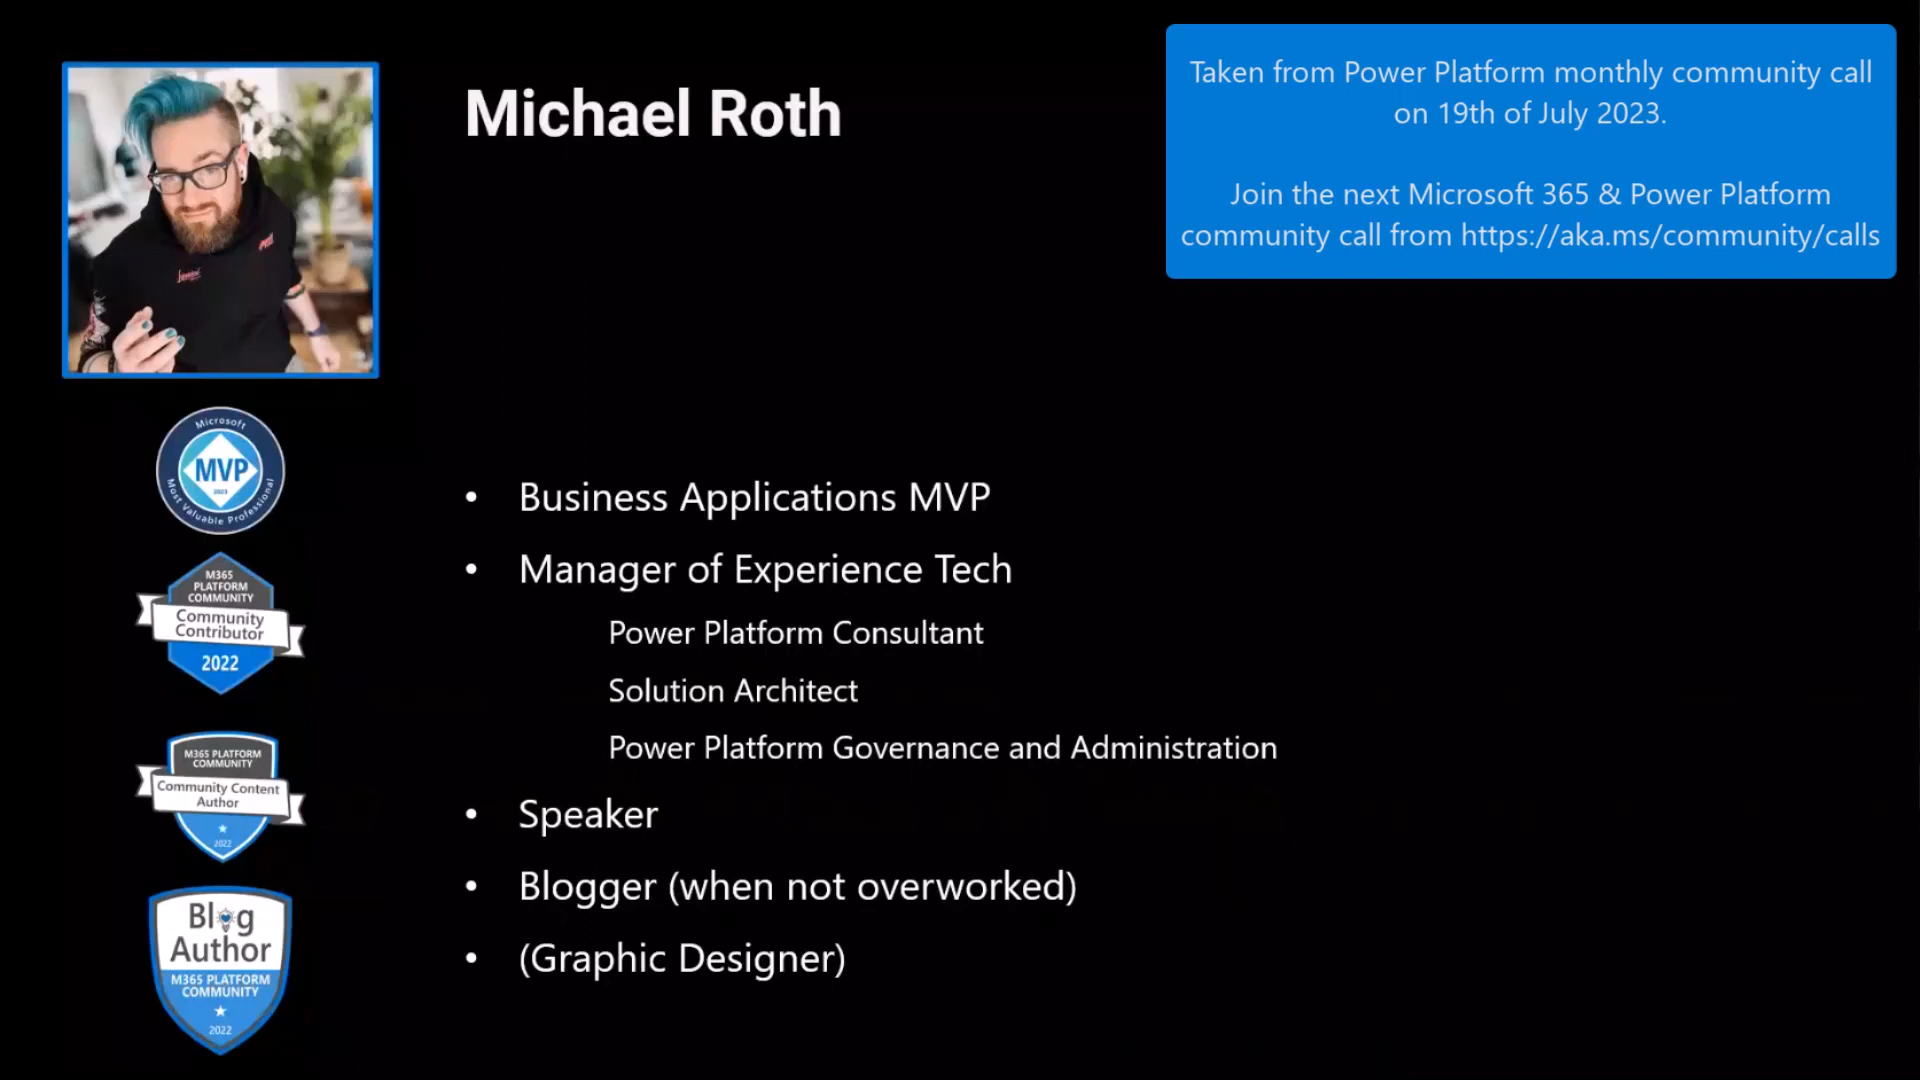 Michael Roth
Taken from Power Platform monthly community call
on 19th of July 2023.
Join the next Microsoft 365 & Power Platform
community call from https://aka.ms/community/calls
Microsoft
MVP
2023
Most Valuable Professional
M365
PLATFORM
COMMUNITY
Community
Contributor
2022
M365 PLATFORM
COMMUNITY
Community Content
Author
2022
Blog
Author
M365 PLATFORM
COMMUNITY
2022
• Business Applications MVP
• Manager of Experience Tech
Power Platform Consultant
Solution Architect
Power Platform Governance and Administration
• Speaker
• Blogger (when not overworked)
• (Graphic Designer)